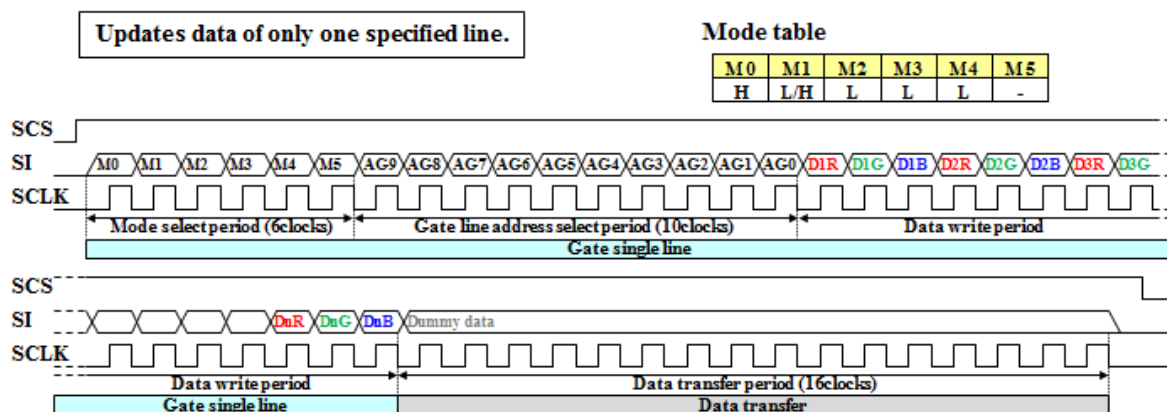 Updates data of only one specified line.
Mode table
M0 M1 M2 M3 M4 M5
H L/H L L L -
SCS
SI M0 M1 M2 M3 M4 M5 AG9 AG8 AG7 AG6 AG5 AG4 AG3 AG2 AG1 AG0 D1R D1G D1B D2R D2G D2B D3R D3G
SCLK
Mode select period (6clocks) Gate line address select period (10clocks) Data write period
Gate single line
SCS
SI DnR DnG DnB Dummy data
SCLK
Data write period Data transfer period (16clocks)
Gate single line Data transfer